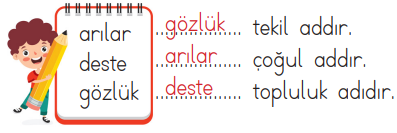 arılar
deste
gözlük
gözlük tekil addır.
arılar çoğul addır.
deste topluluk adıdır.